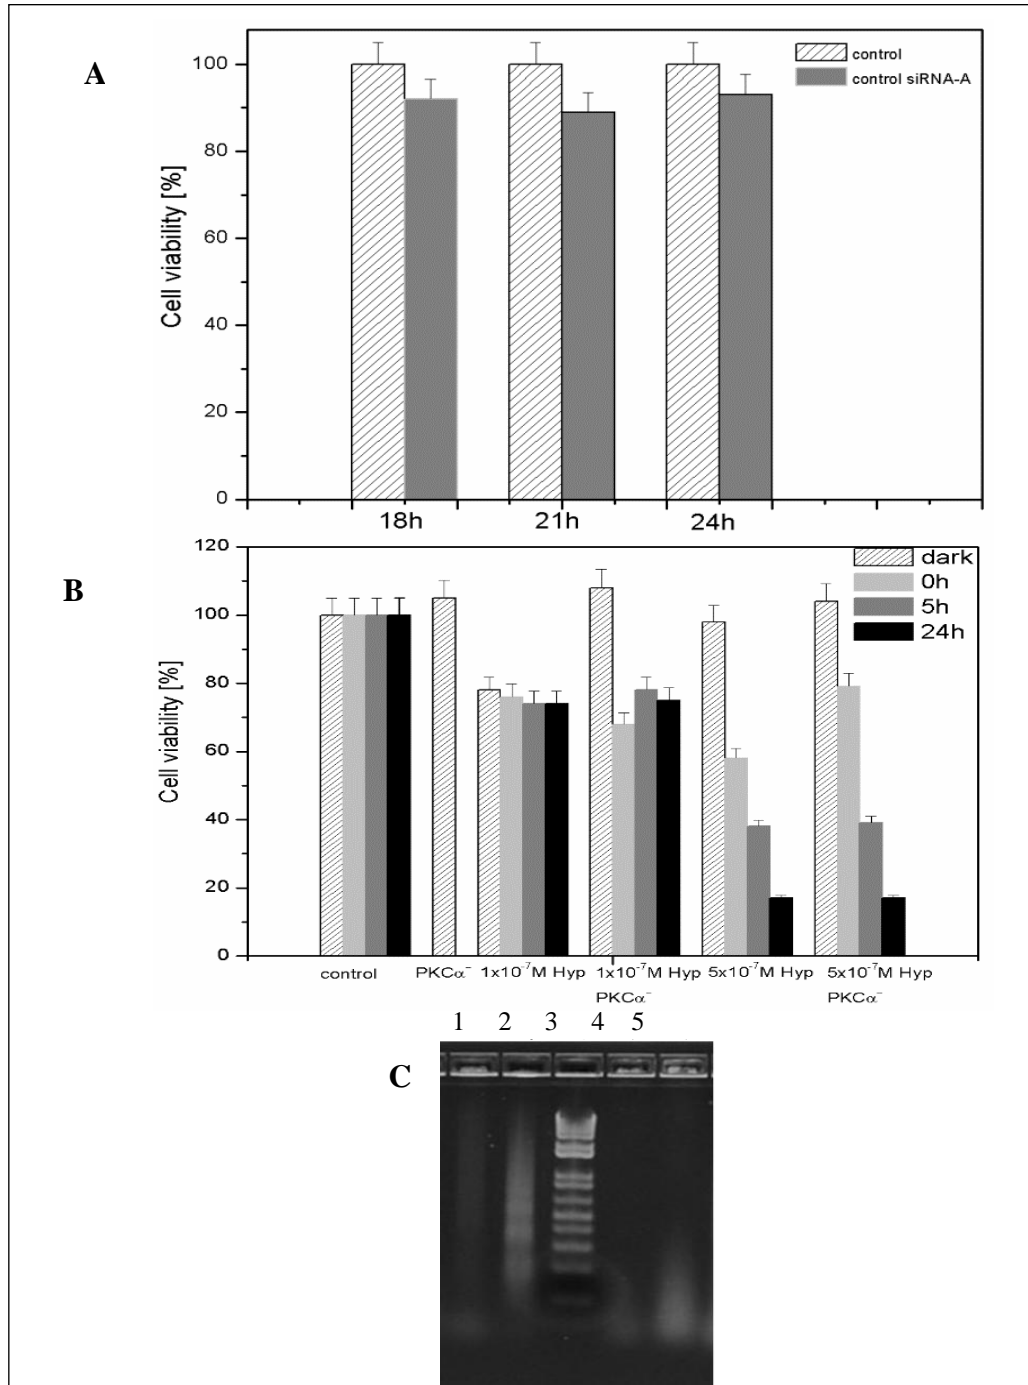 A
100
80
60
40
20
0
Cell viability [%]
control
control siRNA-A
18h 21h 24h
B
120
100
80
60
40
20
0
Cell viability [%]
dark
0h
5h
24h
control PKCα⁻ 1x10⁻⁷M Hyp 1x10⁻⁷M Hyp 5x10⁻⁷M Hyp 5x10⁻⁷M Hyp
PKCα⁻ PKCα⁻
1 2 3 4 5
C